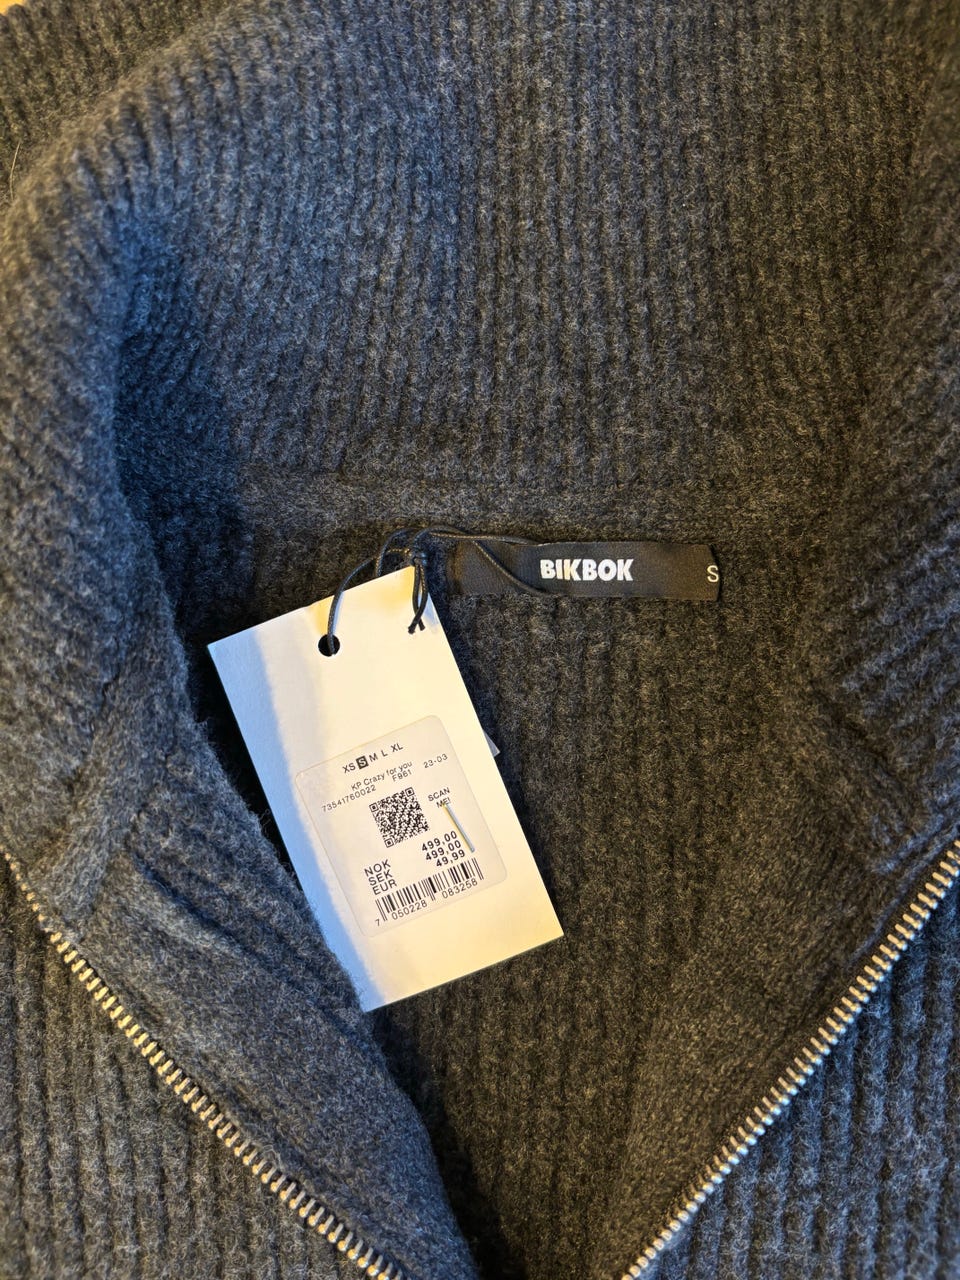 BIKBOK
S
XS S M L XL
KP Crazy for you
73541760022 F961 23-03
SCAN
ME!
NOK 499,00
SEK 499,00
EUR 49,99
7 050228 083258